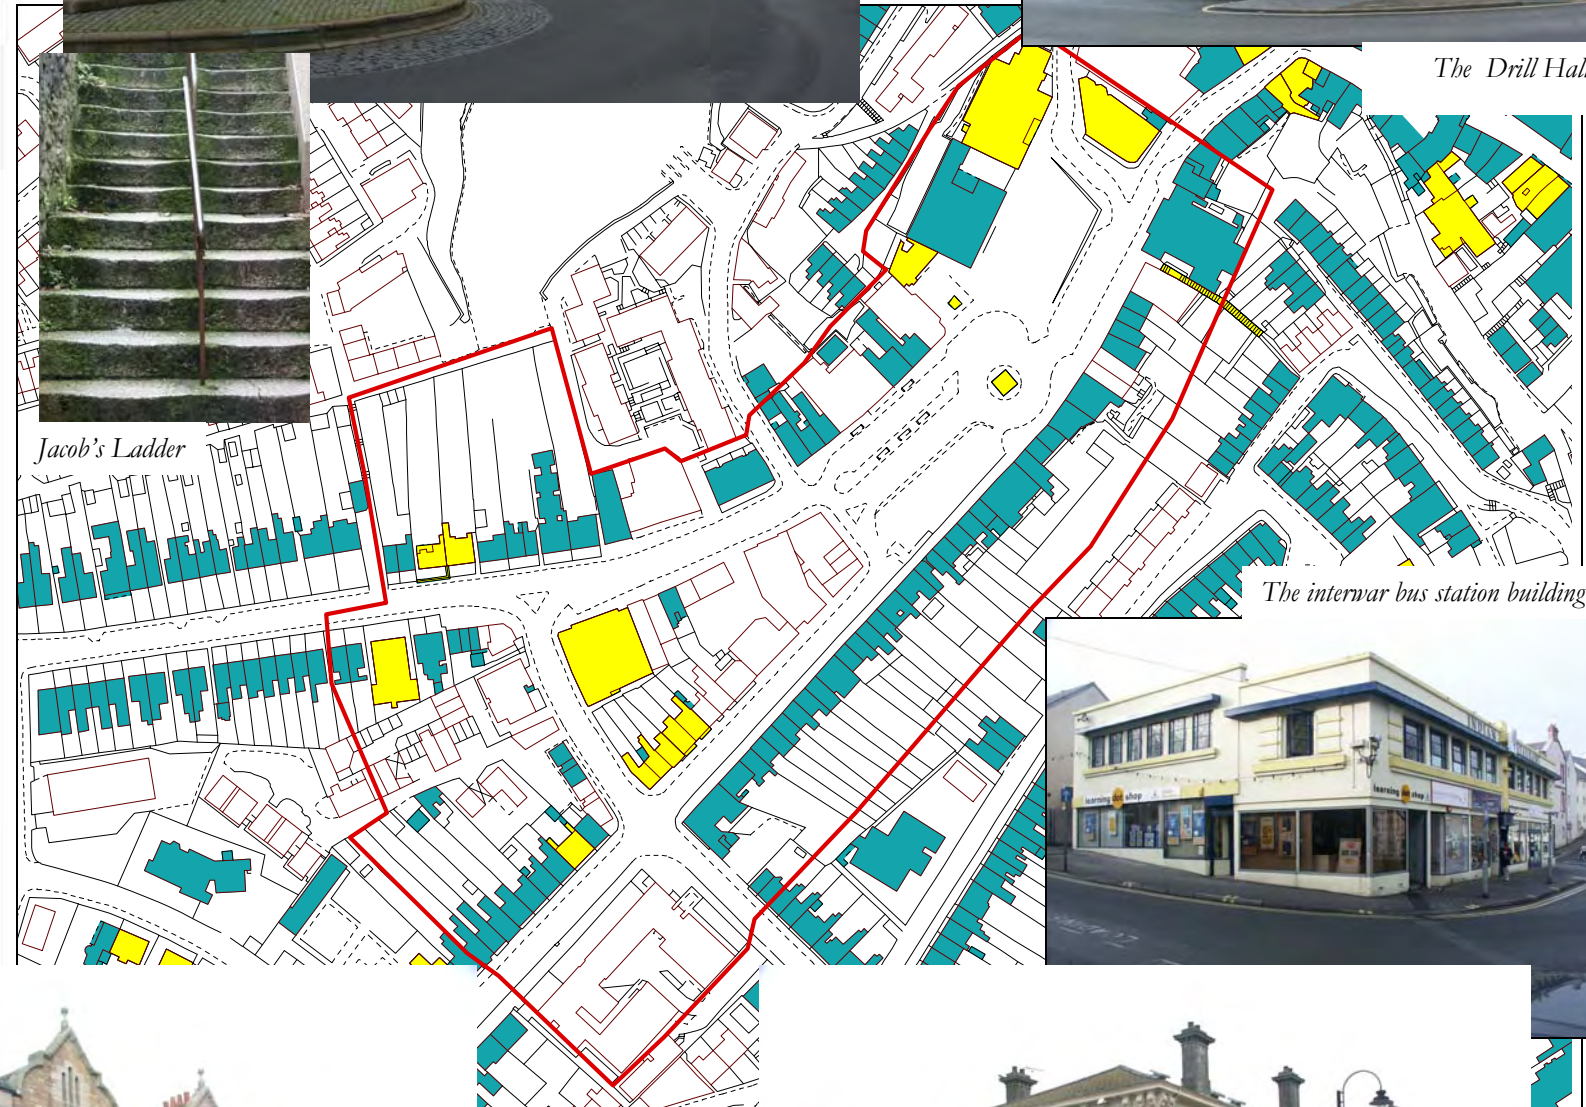 The Drill Hall
Jacob's Ladder
The interwar bus station building
learning shop
learning shop